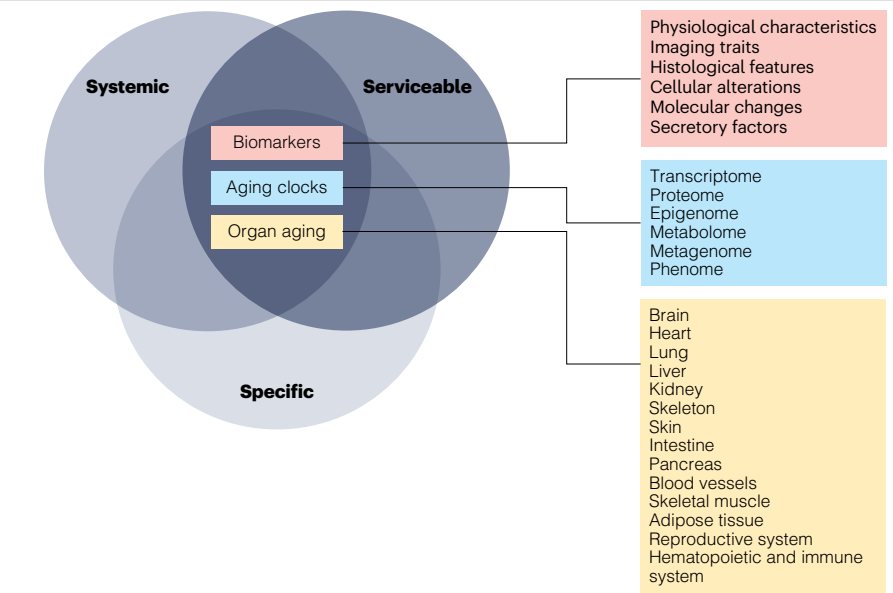 Systemic
Serviceable
Biomarkers
Aging clocks
Organ aging
Specific
Physiological characteristics
Imaging traits
Histological features
Cellular alterations
Molecular changes
Secretory factors
Transcriptome
Proteome
Epigenome
Metabolome
Metagenome
Phenome
Brain
Heart
Lung
Liver
Kidney
Skeleton
Skin
Intestine
Pancreas
Blood vessels
Skeletal muscle
Adipose tissue
Reproductive system
Hematopoietic and immune
system